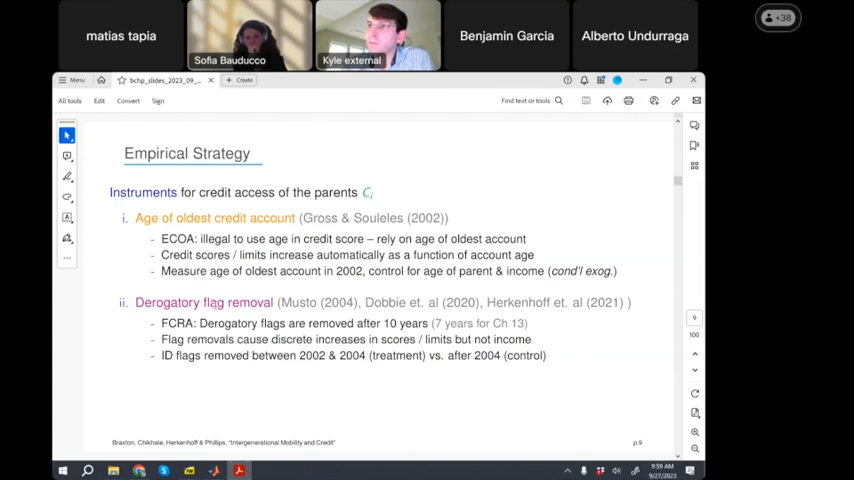 matias tapia
Sofia Bauducco
Kyle external
Benjamin Garcia
Alberto Undurraga
+38
Menu
bchp_slides_2023_09_...
Create
All tools
Edit
Convert
Sign
Find text or tools
Empirical Strategy
Instruments for credit access of the parents Ci
i. Age of oldest credit account (Gross & Souleles (2002))
- ECOA: illegal to use age in credit score – rely on age of oldest account
- Credit scores / limits increase automatically as a function of account age
- Measure age of oldest account in 2002, control for age of parent & income (cond'l exog.)
ii. Derogatory flag removal (Musto (2004), Dobbie et. al (2020), Herkenhoff et. al (2021) )
- FCRA: Derogatory flags are removed after 10 years (7 years for Ch 13)
- Flag removals cause discrete increases in scores / limits but not income
- ID flags removed between 2002 & 2004 (treatment) vs. after 2004 (control)
9
100
Braxton, Chikhale, Herkenhoff & Phillips, "Intergenerational Mobility and Credit"
p.9
9:59 AM
9/27/2023